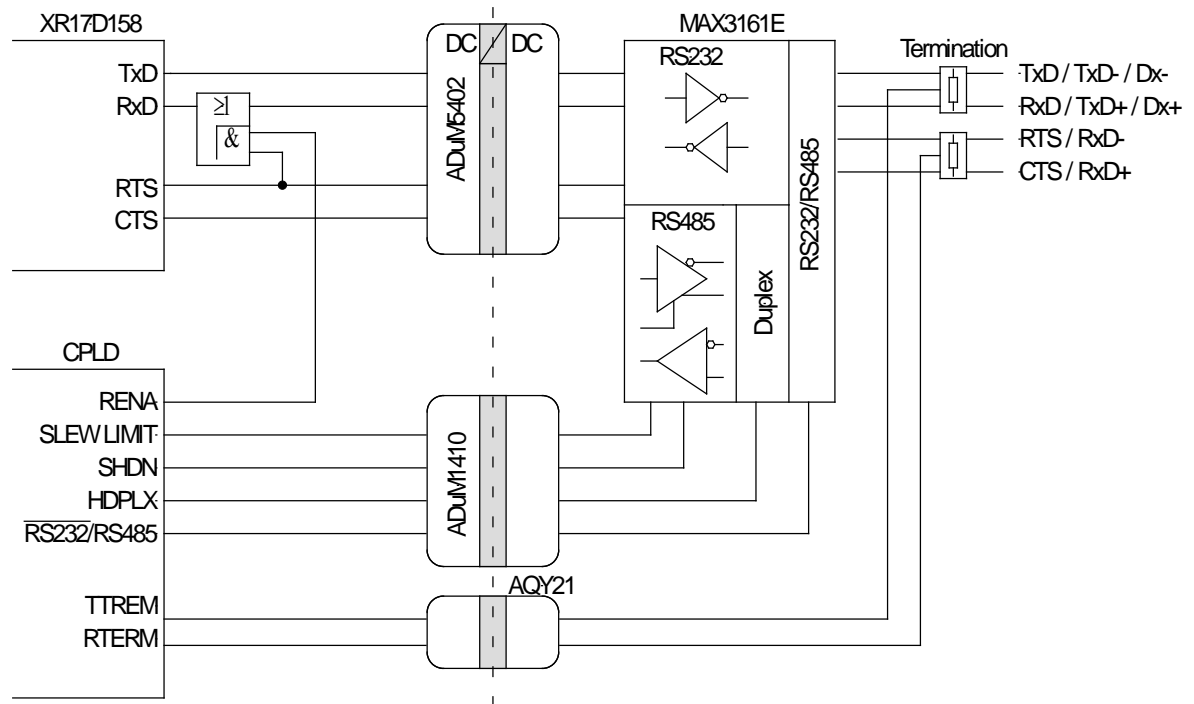 XR17D158
TxD
RxD
RTS
CTS
≥1
&
DC DC
ADuM5402
MAX3161E
RS232
RS485
Duplex
RS232/RS485
Termination
TxD / TxD- / Dx-
RxD / TxD+ / Dx+
RTS / RxD-
CTS / RxD+
CPLD
RENA
SLEW LIMIT
SHDN
HDPLX
RS232/RS485
TTREM
RTERM
ADuM1410
AQY21